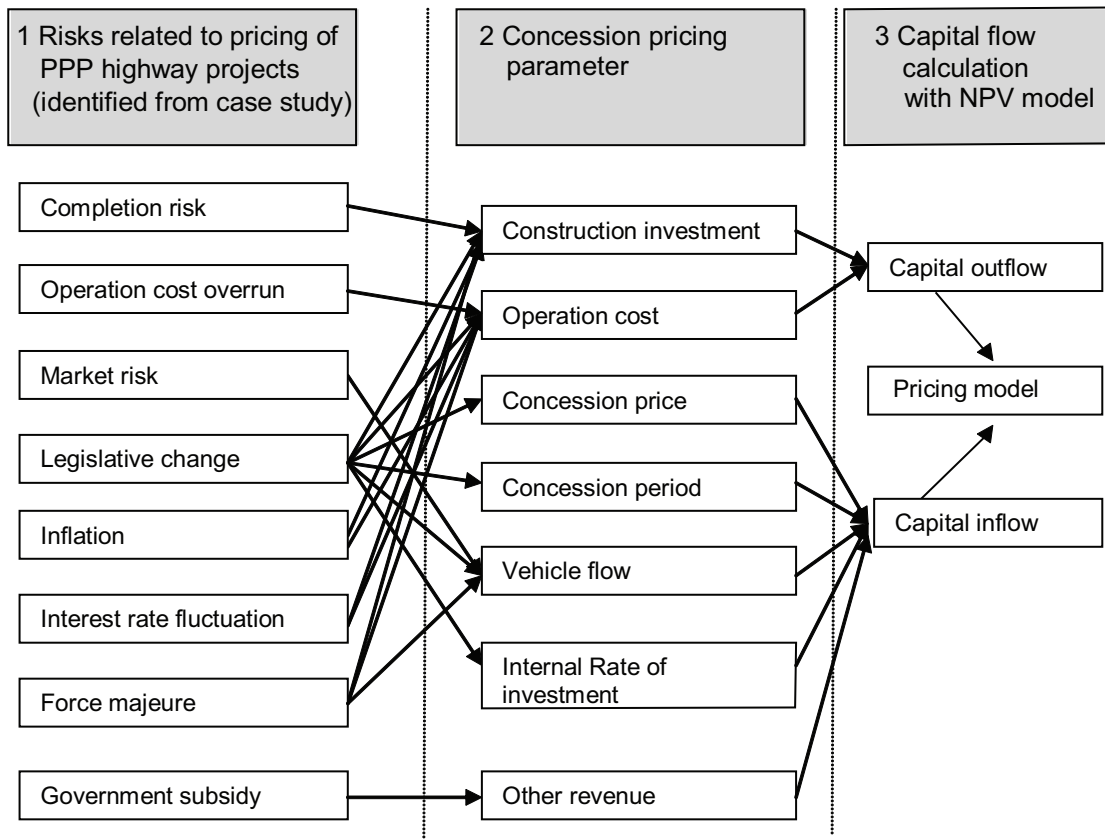 1 Risks related to pricing of
PPP highway projects
(identified from case study)
2 Concession pricing
parameter
3 Capital flow
calculation
with NPV model
Completion risk
Operation cost overrun
Market risk
Legislative change
Inflation
Interest rate fluctuation
Force majeure
Government subsidy
Construction investment
Operation cost
Concession price
Concession period
Vehicle flow
Internal Rate of
investment
Other revenue
Capital outflow
Pricing model
Capital inflow